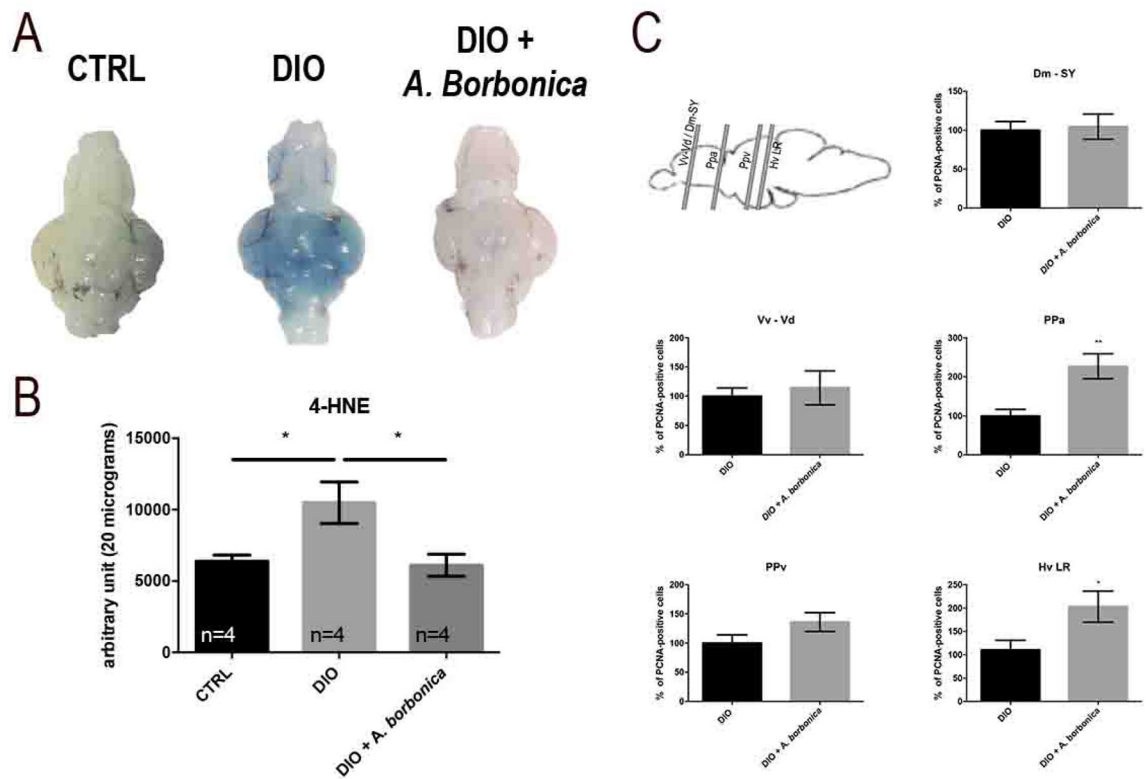 A
CTRL
DIO
DIO +
A. Borbonica
B
4-HNE
*
*
arbitrary unit (20 micrograms)
15000
10000
5000
0
n=4
n=4
n=4
CTRL
DIO
DIO + A. borbonica
C
Vv-Vd / Dm-SY
Ppa
Ppv
Hv LR
Dm - SY
% of PCNA-positive cells
150
100
50
0
DIO
DIO + A. borbonica
Vv - Vd
% of PCNA-positive cells
200
150
100
50
0
DIO
DIO + A. borbonica
PPa
**
% of PCNA-positive cells
300
200
100
0
DIO
DIO + A. borbonica
PPv
% of PCNA-positive cells
200
150
100
50
0
DIO
DIO + A. borbonica
Hv LR
*
% of PCNA-positive cells
250
200
150
100
50
0
DIO
DIO + A. borbonica